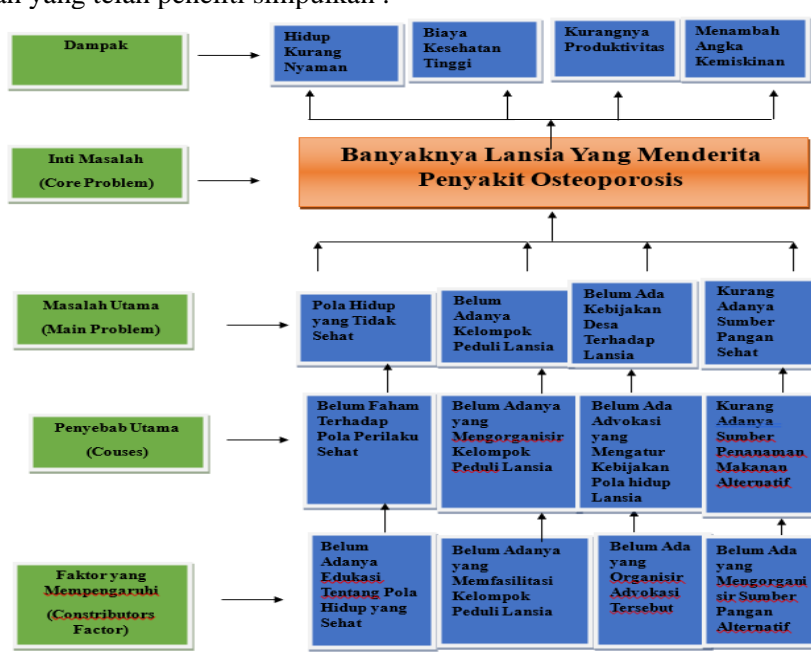 an yang telah peneliti simpulkan :
Dampak
Hidup
Kurang
Nyaman
Biaya
Kesehatan
Tinggi
Kurangnya
Produktivitas
Menambah
Angka
Kemiskinan
Inti Masalah
(Core Problem)
Banyaknya Lansia Yang Menderita
Penyakit Osteoporosis
Masalah Utama
(Main Problem)
Pola Hidup
yang Tidak
Sehat
Belum
Adanya
Kelompok
Peduli Lansia
Belum Ada
Kebijakan
Desa
Terhadap
Lansia
Kurang
Adanya
Sumber
Pangan
Sehat
Penyebab Utama
(Couses)
Belum Faham
Terhadap
Pola Perilaku
Sehat
Belum Adanya
yang
Mengorganisir
Kelompok
Peduli Lansia
Belum Ada
Advokasi
yang
Mengatur
Kebijakan
Pola hidup
Lansia
Kurang
Adanya
Sumber
Penanaman
Makanan
Alternatif
Faktor yang
Mempengaruhi
(Constributors
Factor)
Belum
Adanya
Edukasi
Tentang Pola
Hidup yang
Sehat
Belum Adanya
yang
Memfasilitasi
Kelompok
Peduli Lansia
Belum Ada
yang
Organisir
Advokasi
Tersebut
Belum Ada
yang
Mengorgani
sir Sumber
Pangan
Alternatif